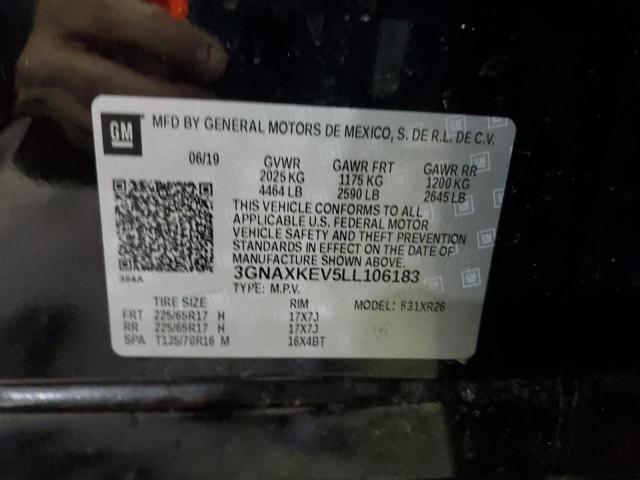 GM MFD BY GENERAL MOTORS DE MEXICO, S. DE R.L. DE C.V.
06/19 GVWR GAWR FRT GAWR RR
2025 KG 1175 KG 1200 KG
4464 LB 2590 LB 2645 LB
THIS VEHICLE CONFORMS TO ALL
APPLICABLE U.S. FEDERAL MOTOR
VEHICLE SAFETY AND THEFT PREVENTION
STANDARDS IN EFFECT ON THE DATE OF
MANUFACTURE SHOWN ABOVE.
3GNAXKEV5LL106183
384A TYPE: M.P.V.
TIRE SIZE RIM MODEL: 531XR26
FRT 225/65R17 H 17X7J
RR 225/65R17 H 17X7J
SPA T135/70R16 M 16X4BT